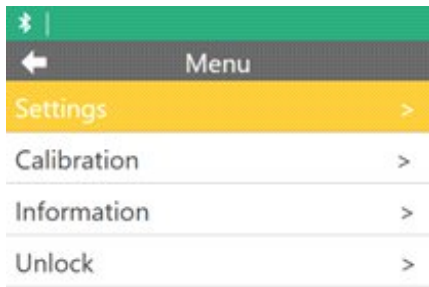 Menu
Settings >
Calibration >
Information >
Unlock >